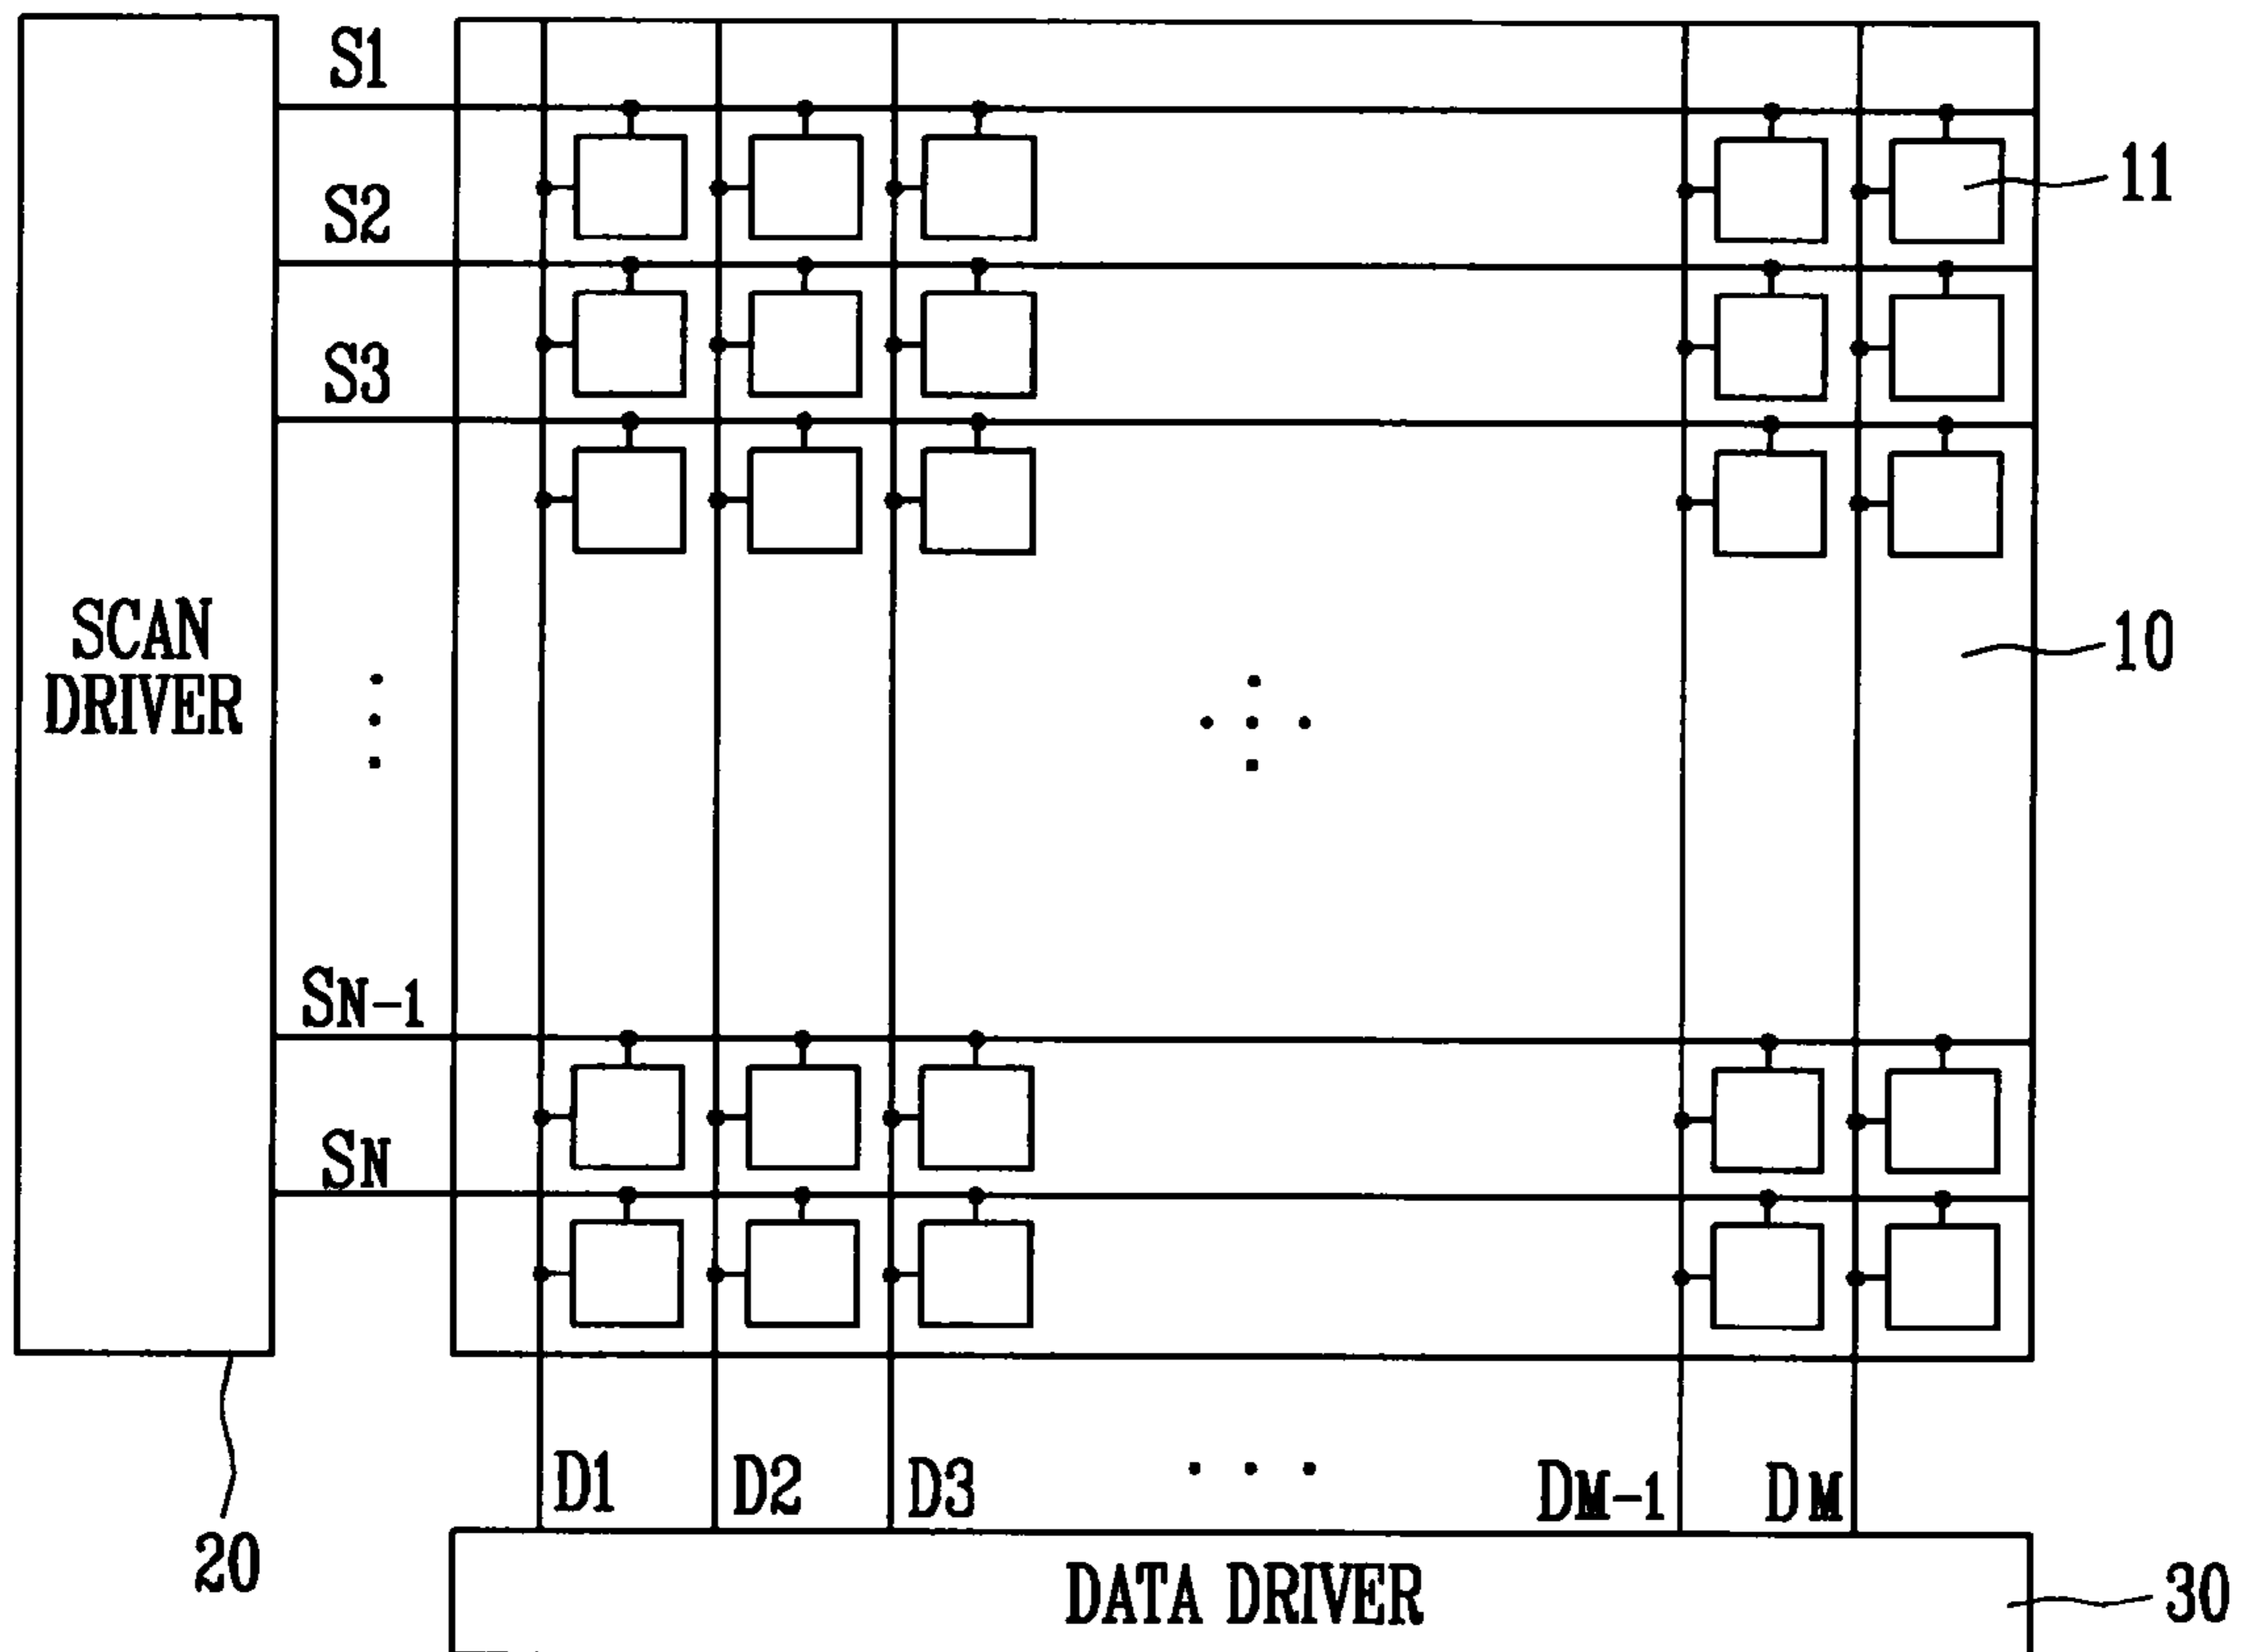 S1
11
S2
S3
SCAN
DRIVER
10
SN-1
SN
D1
D2
D3
DM-1
DM
20
DATA DRIVER
30